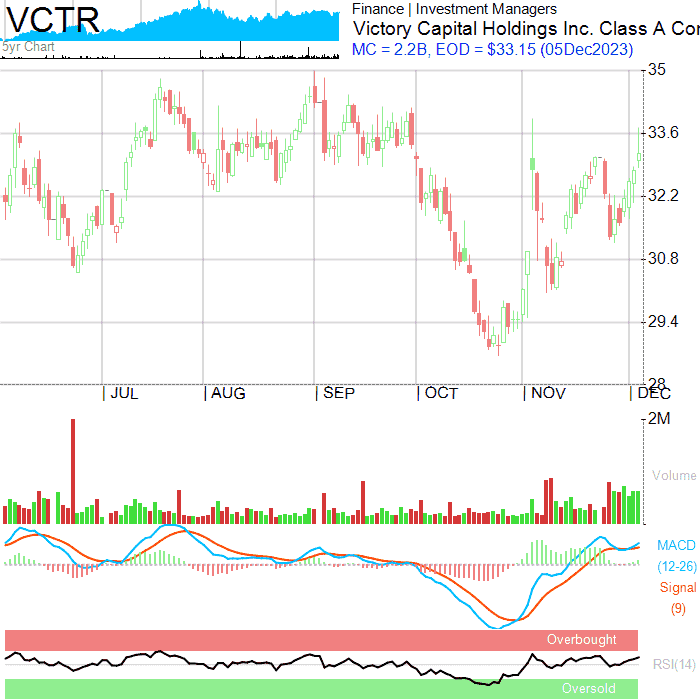 VCTR
5yr Chart
Finance | Investment Managers
Victory Capital Holdings Inc. Class A Cor
MC = 2.2B, EOD = $33.15 (05Dec2023)
35
33.6
32.2
30.8
29.4
28
| JUL | AUG | SEP | OCT | NOV | DEC
2M
Volume
MACD
(12-26)
Signal
(9)
Overbought
RSI(14)
Oversold